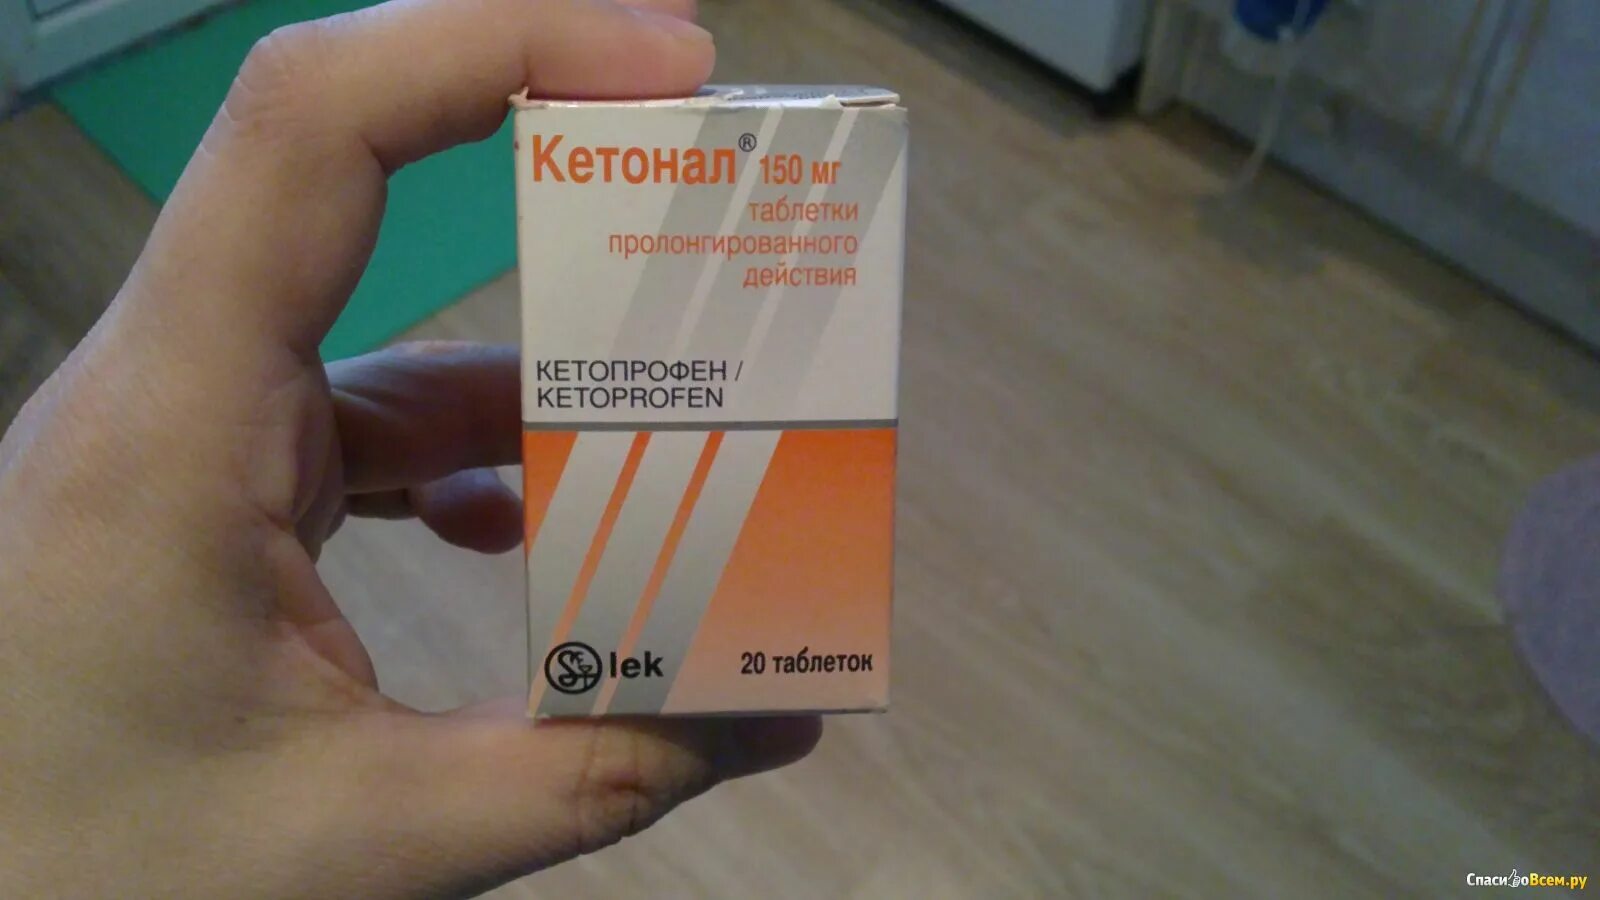 Кетонал® 150 мг
таблетки
пролонгированного
действия
КЕТОПРОФЕН /
KETOPROFEN
lek
20 таблеток
СпасибоВсем.ру